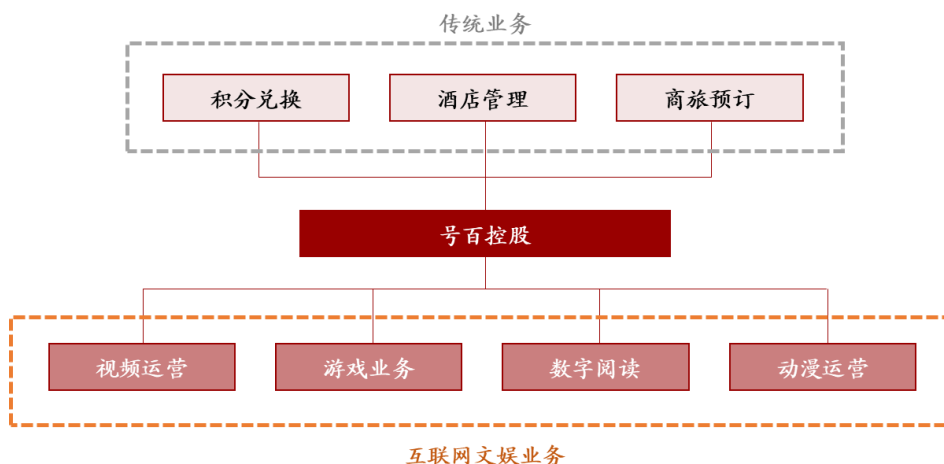 传统业务
积分兑换 酒店管理 商旅预订
号百控股
视频运营 游戏业务 数字阅读 动漫运营
互联网文娱业务